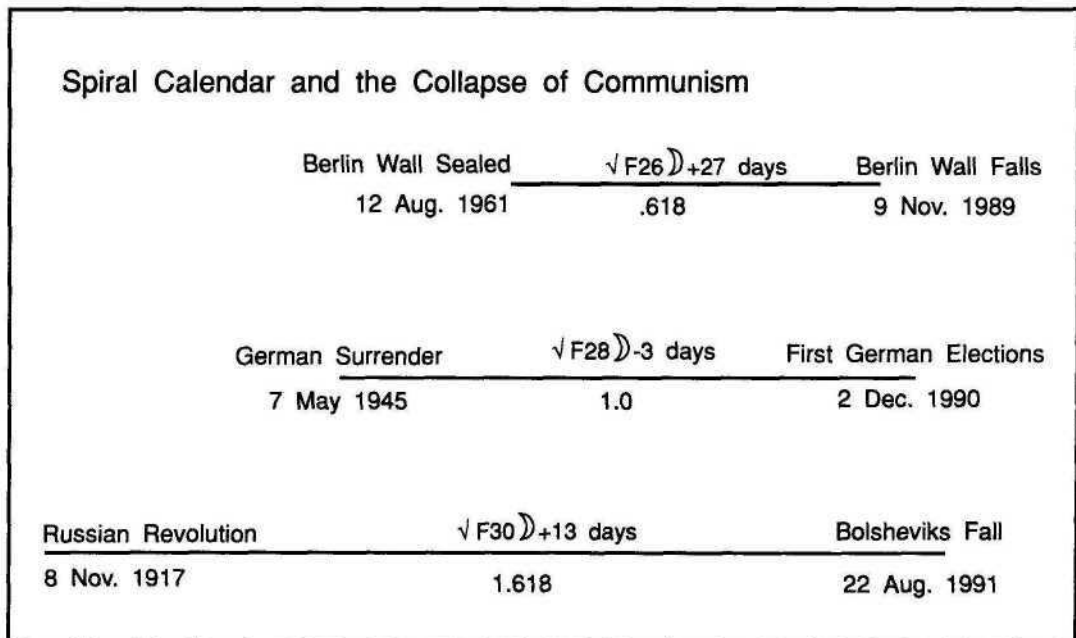 Spiral Calendar and the Collapse of Communism
Berlin Wall Sealed √F26☽+27 days Berlin Wall Falls
12 Aug. 1961 .618 9 Nov. 1989
German Surrender √F28☽-3 days First German Elections
7 May 1945 1.0 2 Dec. 1990
Russian Revolution √F30☽+13 days Bolsheviks Fall
8 Nov. 1917 1.618 22 Aug. 1991